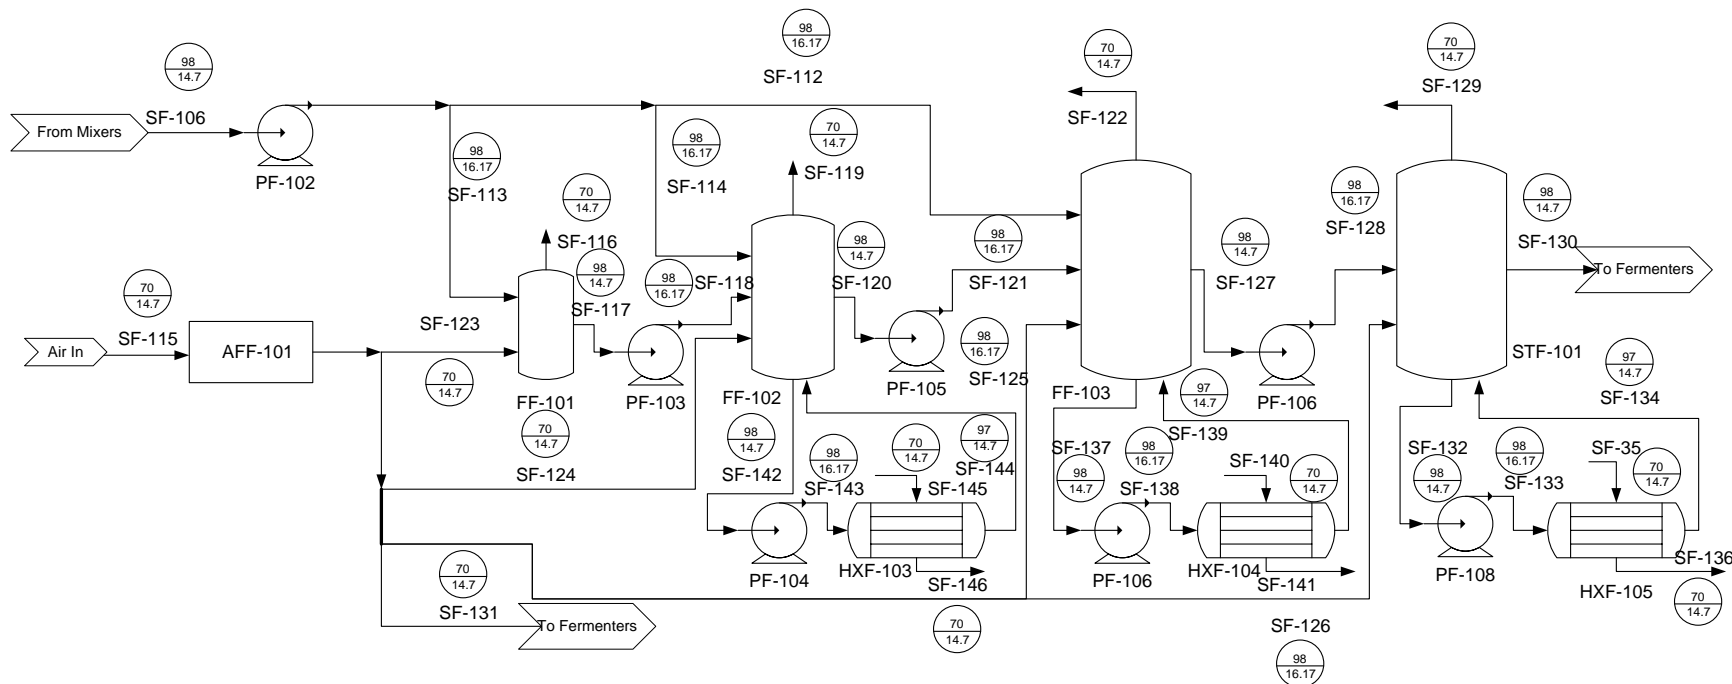 98
16.17
SF-112
98
14.7
SF-106
From Mixers
PF-102
98
16.17
SF-113
98
16.17
SF-114
70
14.7
SF-119
70
14.7
SF-122
70
14.7
SF-129
70
14.7
SF-116
98
14.7
SF-117
98
16.17
SF-118
98
14.7
SF-120
98
16.17
SF-121
98
14.7
SF-127
98
16.17
SF-128
98
14.7
SF-130
To Fermenters
70
14.7
SF-115
Air In
AFF-101
SF-123
70
14.7
FF-101
PF-103
FF-102
PF-105
98
16.17
SF-125
FF-103
PF-106
STF-101
97
14.7
SF-134
70
14.7
SF-124
98
14.7
SF-142
98
16.17
SF-143
70
14.7
SF-145
97
14.7
SF-144
SF-137
98
14.7
98
16.17
SF-138
97
14.7
SF-139
SF-140
70
14.7
SF-132
98
14.7
98
16.17
SF-133
SF-35
70
14.7
PF-104
HXF-103
SF-146
PF-106
HXF-104
SF-141
PF-108
HXF-105
SF-136
70
14.7
70
14.7
SF-131
To Fermenters
70
14.7
SF-126
98
16.17